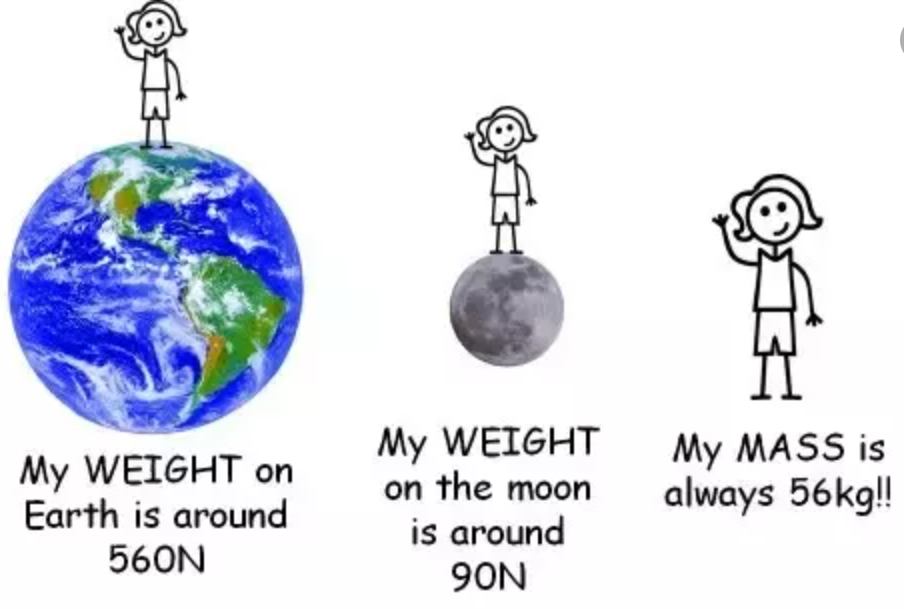 My WEIGHT on
Earth is around
560N
My WEIGHT
on the moon
is around
90N
My MASS is
always 56kg!!